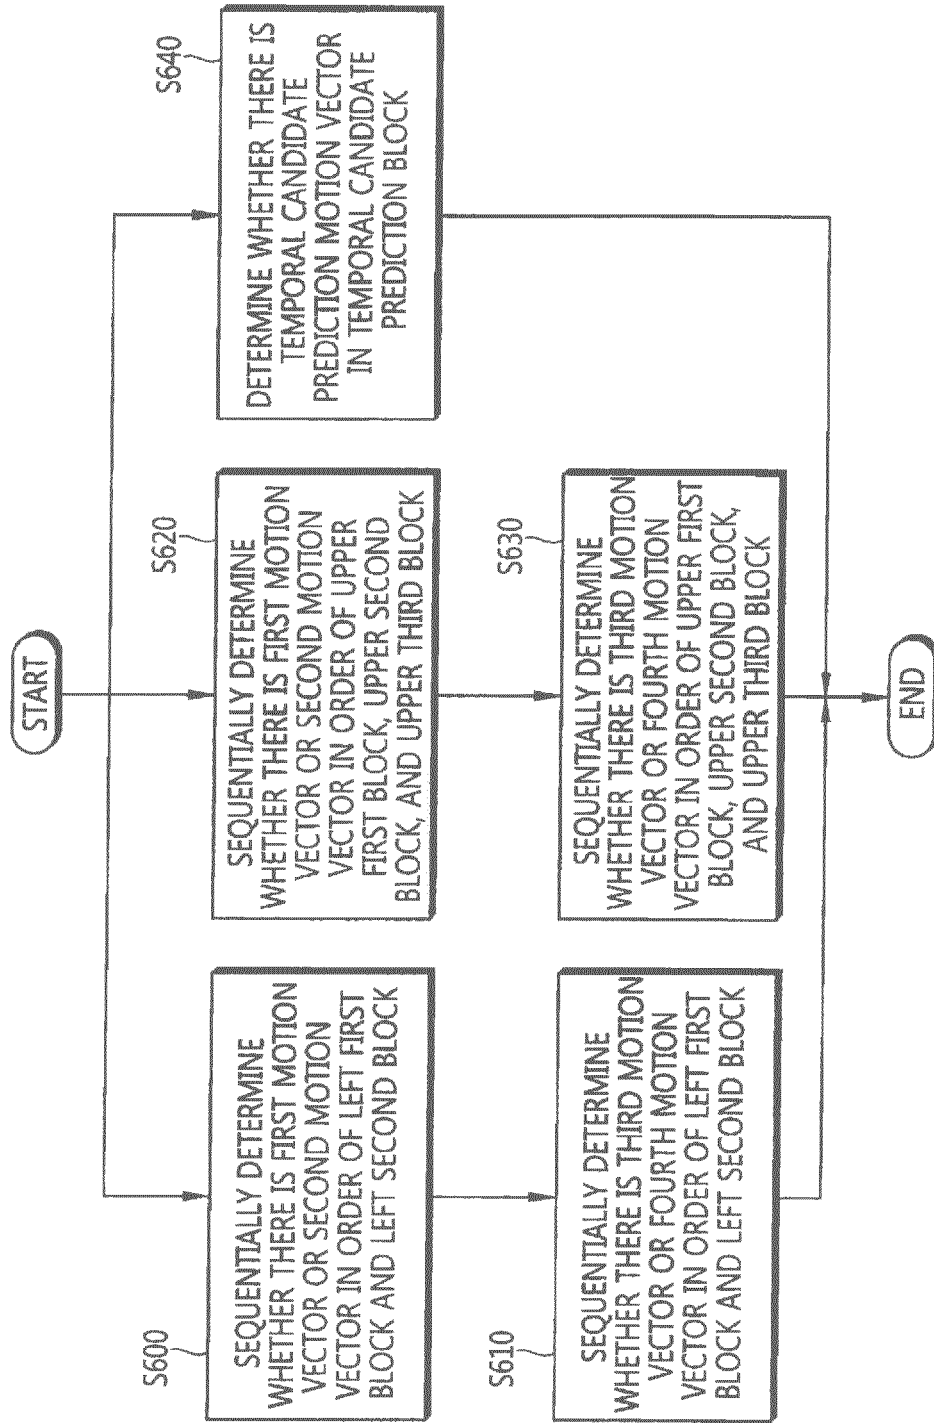 START
S600
SEQUENTIALLY DETERMINE
WHETHER THERE IS FIRST MOTION
VECTOR OR SECOND MOTION
VECTOR IN ORDER OF LEFT FIRST
BLOCK AND LEFT SECOND BLOCK
S620
SEQUENTIALLY DETERMINE
WHETHER THERE IS FIRST MOTION
VECTOR OR SECOND MOTION
VECTOR IN ORDER OF UPPER
FIRST BLOCK, UPPER SECOND
BLOCK, AND UPPER THIRD BLOCK
S640
DETERMINE WHETHER THERE IS
TEMPORAL CANDIDATE
PREDICTION MOTION VECTOR
IN TEMPORAL CANDIDATE
PREDICTION BLOCK
S610
SEQUENTIALLY DETERMINE
WHETHER THERE IS THIRD MOTION
VECTOR OR FOURTH MOTION
VECTOR IN ORDER OF LEFT FIRST
BLOCK AND LEFT SECOND BLOCK
S630
SEQUENTIALLY DETERMINE
WHETHER THERE IS THIRD MOTION
VECTOR OR FOURTH MOTION
VECTOR IN ORDER OF UPPER FIRST
BLOCK, UPPER SECOND BLOCK,
AND UPPER THIRD BLOCK
END